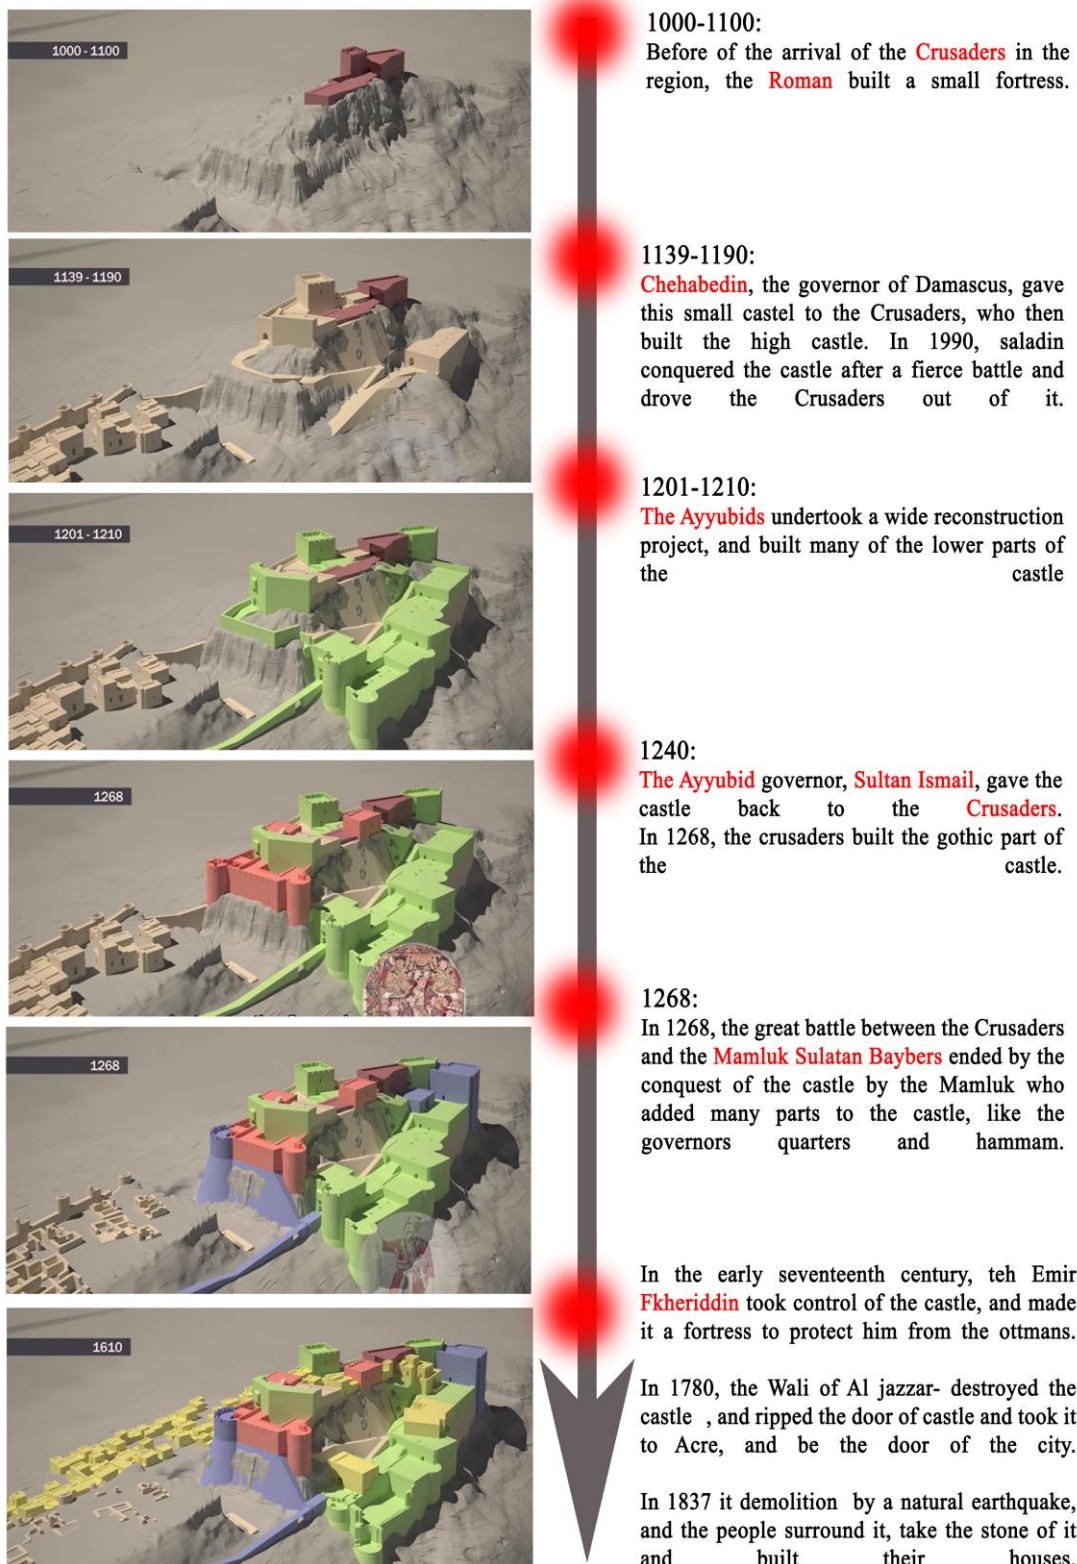 1000-1100
1000-1100:
Before of the arrival of the Crusaders in the
region, the Roman built a small fortress.
1139-1190
1139-1190:
Chehabedin, the governor of Damascus, gave
this small castel to the Crusaders, who then
built the high castle. In 1990, saladin
conquered the castle after a fierce battle and
drove the Crusaders out of it.
1201-1210
1201-1210:
The Ayyubids undertook a wide reconstruction
project, and built many of the lower parts of
the castle
1268
1240:
The Ayyubid governor, Sultan Ismail, gave the
castle back to the Crusaders.
In 1268, the crusaders built the gothic part of
the castle.
1268
1268:
In 1268, the great battle between the Crusaders
and the Mamluk Sulatan Baybers ended by the
conquest of the castle by the Mamluk who
added many parts to the castle, like the
governors quarters and hammam.
1610
In the early seventeenth century, teh Emir
Fkheriddin took control of the castle, and made
it a fortress to protect him from the ottmans.
In 1780, the Wali of Al jazzar- destroyed the
castle , and ripped the door of castle and took it
to Acre, and be the door of the city.
In 1837 it demolition by a natural earthquake,
and the people surround it, take the stone of it
and built their houses.